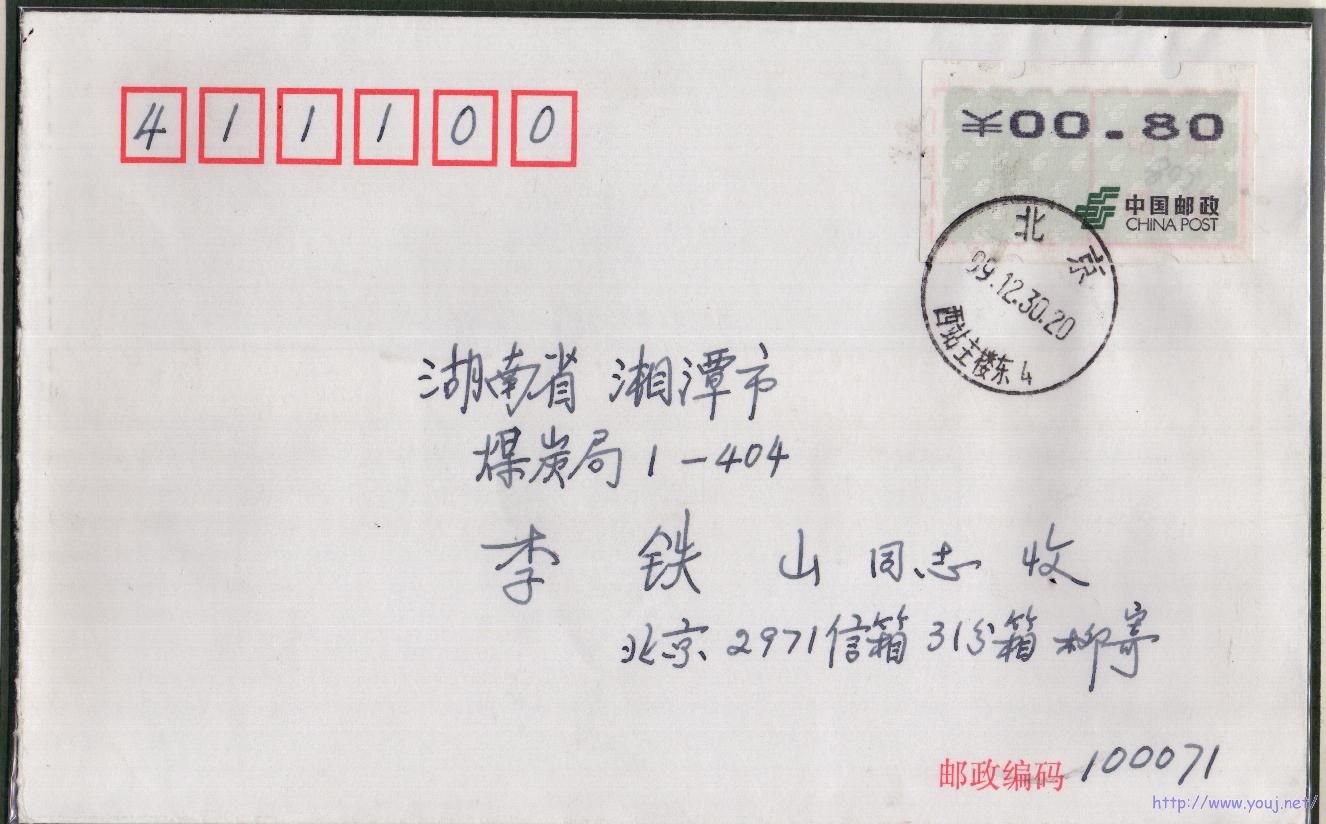 411100
¥00.80
中国邮政
CHINA POST
北京
99.12.30.20
西站主楼东4
湖南省 湘潭市
煤炭局1-404
李铁山同志收
北京2971信箱31分箱柳寄
邮政编码 100071
http://www.youj.net/